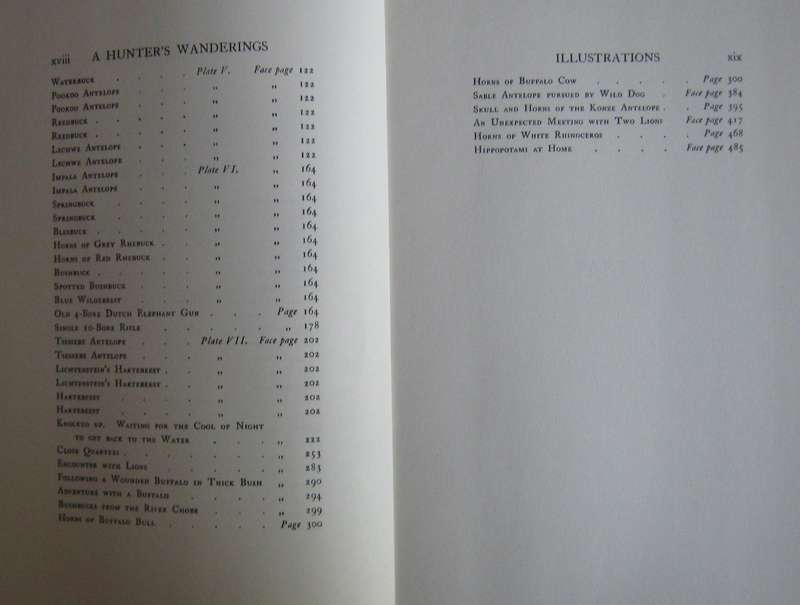 xviii A HUNTER'S WANDERINGS
Waterbuck . . . . Plate V. Face page 122
Pookoo Antelope . . . „ „ 122
Pookoo Antelope . . . „ „ 122
Reedbuck . . . . . „ „ 122
Reedbuck . . . . . „ „ 122
Lechwe Antelope . . . „ „ 122
Lechwe Antelope . . . „ „ 122
Impala Antelope . . . Plate VI. „ 164
Impala Antelope . . . „ „ 164
Springbuck . . . . „ „ 164
Springbuck . . . . „ „ 164
Blesbuck . . . . „ „ 164
Horns of Grey Rhebuck . . „ „ 164
Horns of Red Rhebuck . . „ „ 164
Bushbuck . . . . . „ „ 164
Spotted Bushbuck . . . „ „ 164
Blue Wildebeest . . . „ „ 164
Old 4-bore Dutch Elephant Gun . . . Page 164
Single 10-bore Rifle . . . . . „ 178
Tsessebe Antelope . . . Plate VII. Face page 202
Tsessebe Antelope . . . „ „ 202
Lichtenstein's Hartebeest . . „ „ 202
Lichtenstein's Hartebeest . . „ „ 202
Hartebeest . . . . „ „ 202
Hartebeest . . . . „ „ 202
Knocked up. Waiting for the Cool of Night
to get back to the Water . . . „ 222
Close Quarters . . . . . . „ 253
Encounter with Lions . . . . . „ 283
Following a Wounded Buffalo in Thick Bush „ 290
Adventure with a Buffalo . . . . „ 294
Bushbucks from the River Chobe . . . „ 299
Horns of Buffalo Bull . . . . . Page 300
ILLUSTRATIONS xix
Horns of Buffalo Cow . . . . . Page 300
Sable Antelope pursued by Wild Dog . Face page 384
Skull and Horns of the Konze Antelope . . Page 395
An Unexpected Meeting with Two Lions Face page 417
Horns of White Rhinoceros . . . . Page 468
Hippopotami at Home . . . . Face page 485